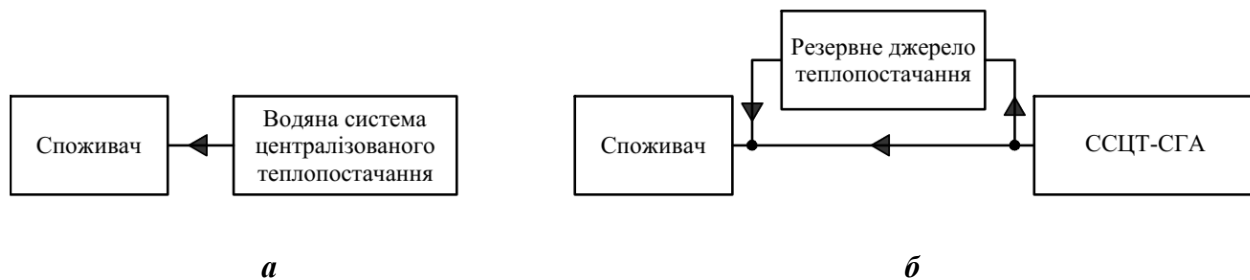 Резервне джерело
теплопостачання
Споживач
Водяна система
централізованого
теплопостачання
Споживач
ССЦТ-СГА
а
б